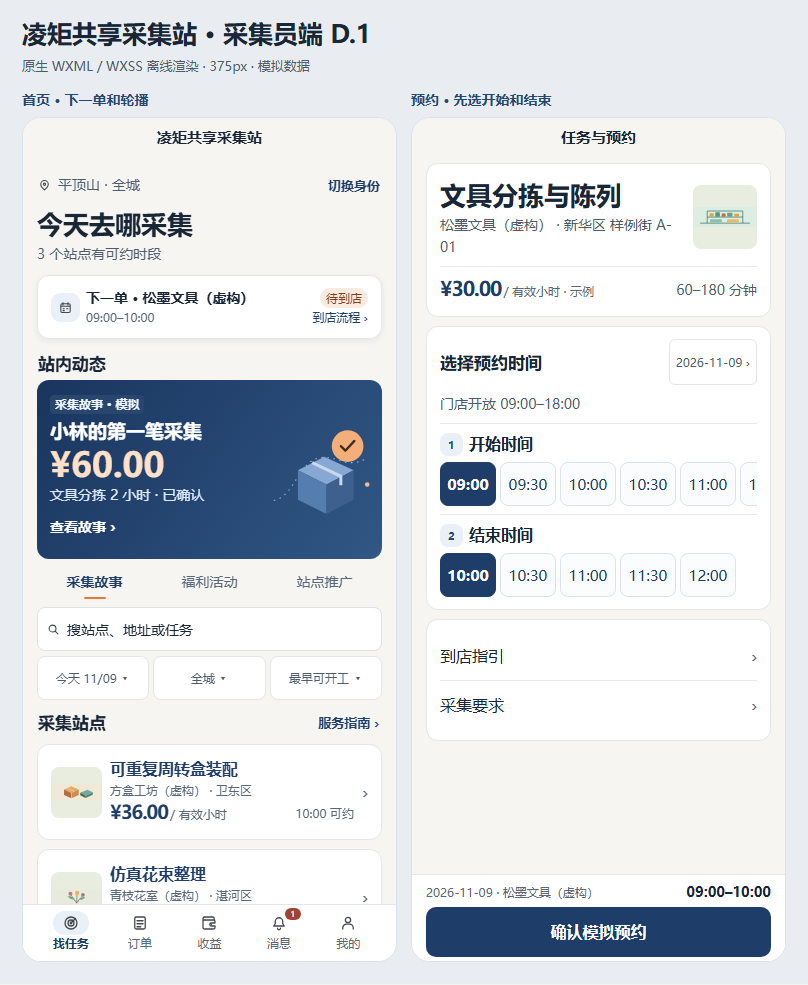 凌矩共享采集站 • 采集员端 D.1
原生 WXML / WXSS 离线渲染 · 375px · 模拟数据
首页 • 下一单和轮播
凌矩共享采集站
平顶山 · 全城
切换身份
今天去哪采集
3 个站点有可约时段
下一单 • 松墨文具（虚构）
待到店
09:00–10:00
到店流程 ›
站内动态
采集故事 • 模拟
小林的第一笔采集
¥60.00
文具分拣 2 小时 · 已确认
查看故事 ›
采集故事
福利活动
站点推广
搜站点、地址或任务
今天 11/09 ▾
全城 ▾
最早可开工 ▾
采集站点
服务指南 ›
可重复周转盒装配
方盒工坊（虚构） · 卫东区
¥36.00 / 有效小时
10:00 可约
›
仿真花束整理
青枝花室（虚构） · 湛河区
›
找任务
订单
收益
1
消息
我的
预约 • 先选开始和结束
任务与预约
文具分拣与陈列
松墨文具（虚构） · 新华区 样例街 A-
01
¥30.00 / 有效小时 · 示例
60–180 分钟
选择预约时间
2026-11-09 ›
门店开放 09:00–18:00
1 开始时间
09:00
09:30
10:00
10:30
11:00
1
2 结束时间
10:00
10:30
11:00
11:30
12:00
到店指引 ›
采集要求 ›
2026-11-09 · 松墨文具（虚构）
09:00–10:00
确认模拟预约